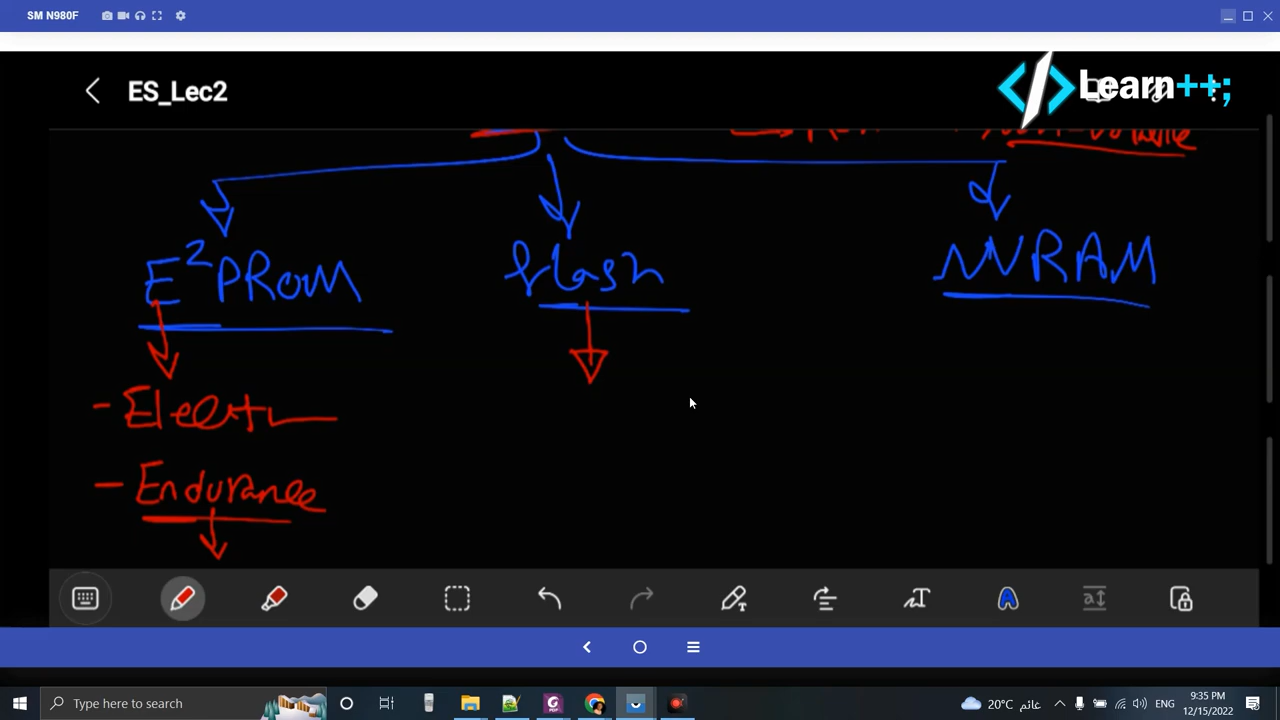 SM N980F
ES_Lec2
</> Learn++;
E²PROM
flash
NVRAM
- Electr
- Endurance
T
A
a
Type here to search
20°C غائم
ENG
9:35 PM
12/15/2022